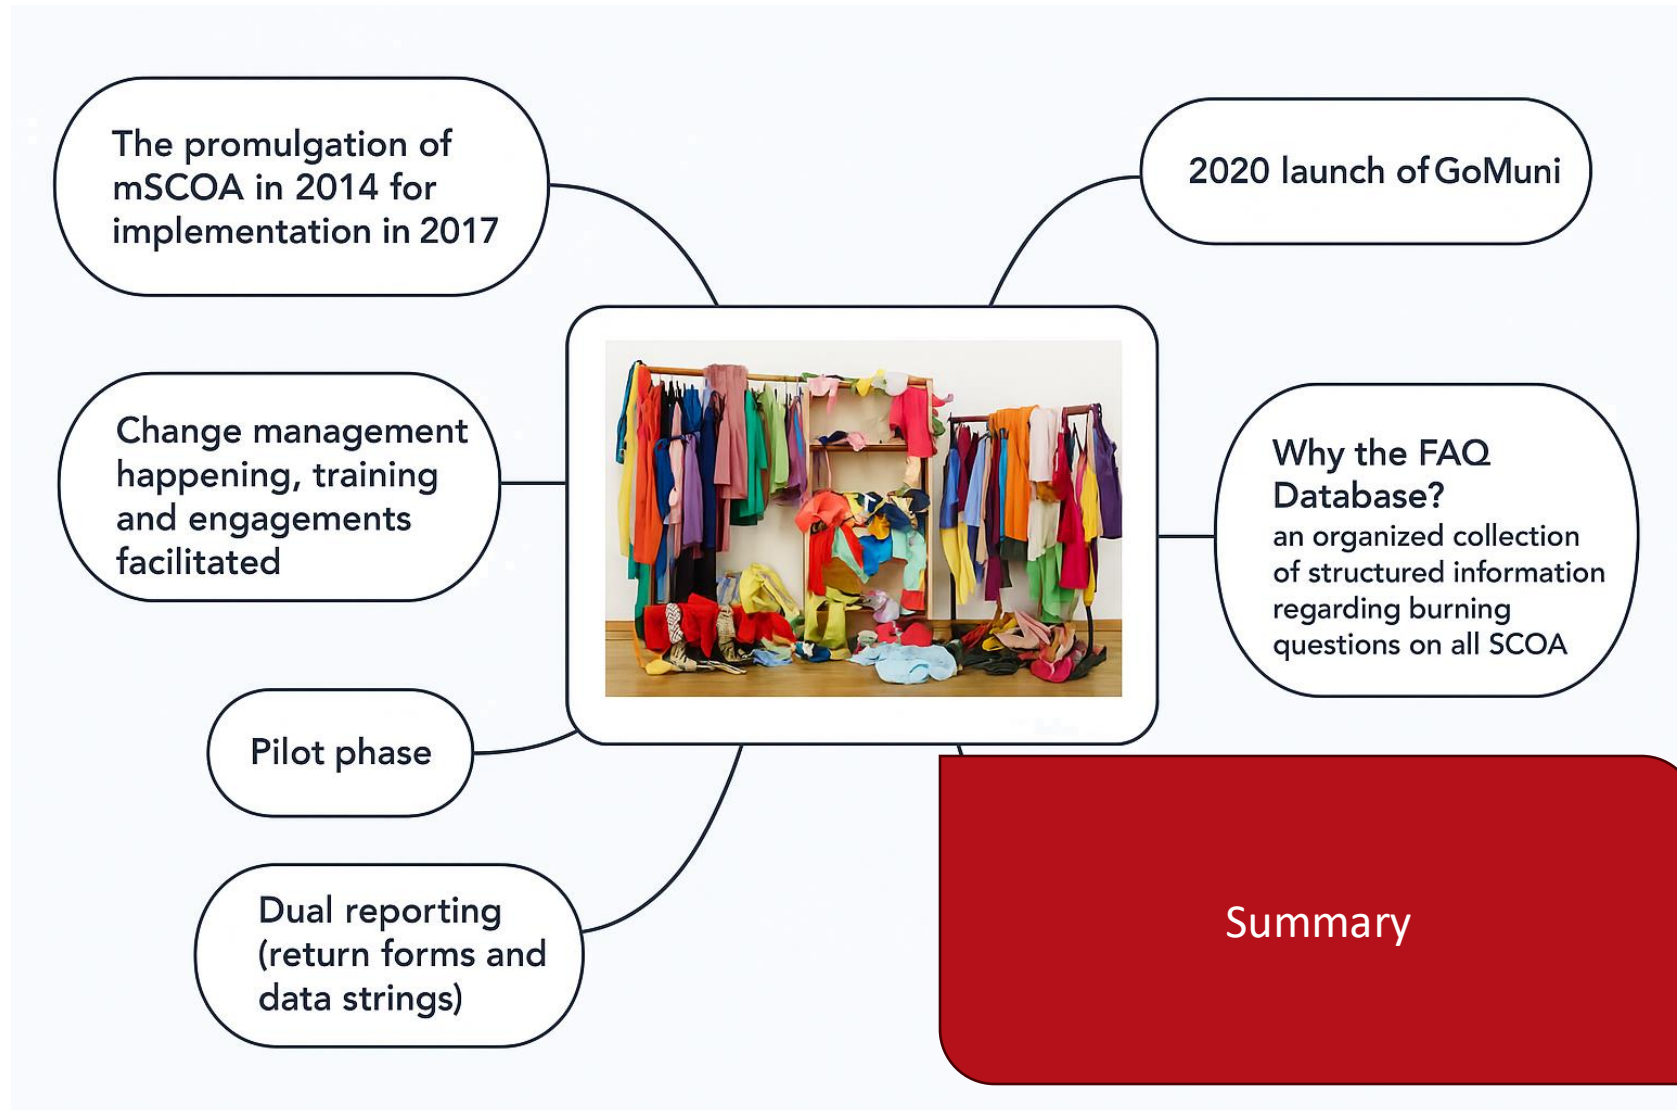 The promulgation of
mSCOA in 2014 for
implementation in 2017
Change management
happening, training
and engagements
facilitated
Pilot phase
Dual reporting
(return forms and
data strings)
2020 launch of GoMuni
Why the FAQ
Database?
an organized collection
of structured information
regarding burning
questions on all SCOA
Summary